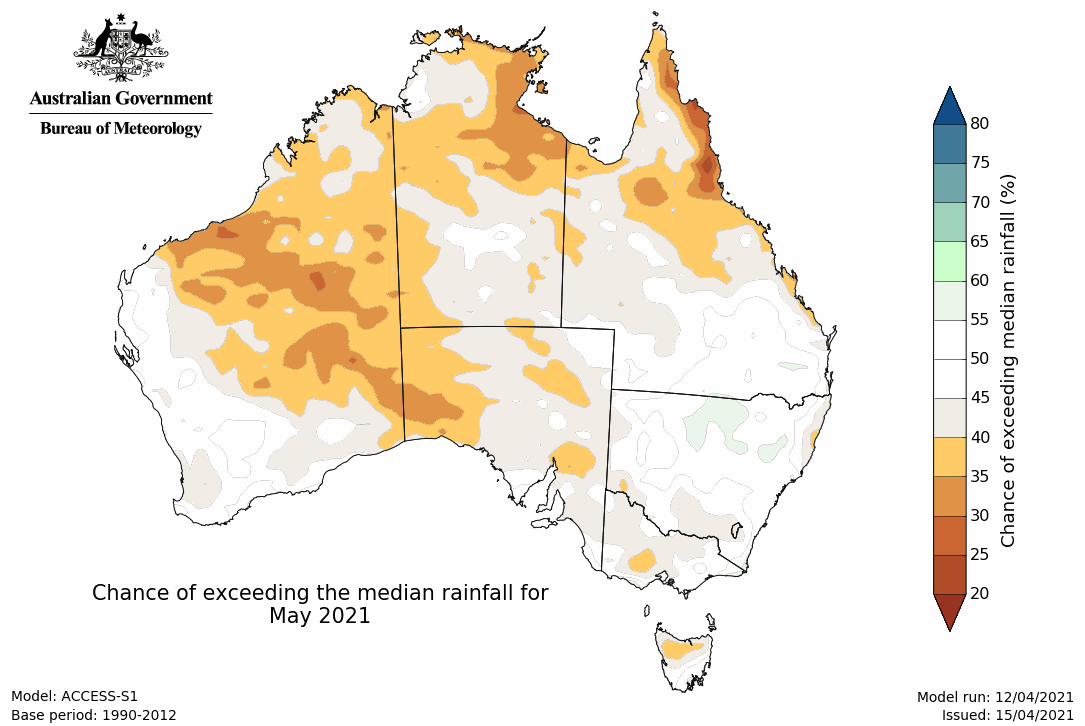 AUSTRALIA
Australian Government
Bureau of Meteorology
80
75
70
65
60
55
50
45
40
35
30
25
20
Chance of exceeding median rainfall (%)
Chance of exceeding the median rainfall for
May 2021
Model: ACCESS-S1
Base period: 1990-2012
Model run: 12/04/2021
Issued: 15/04/2021